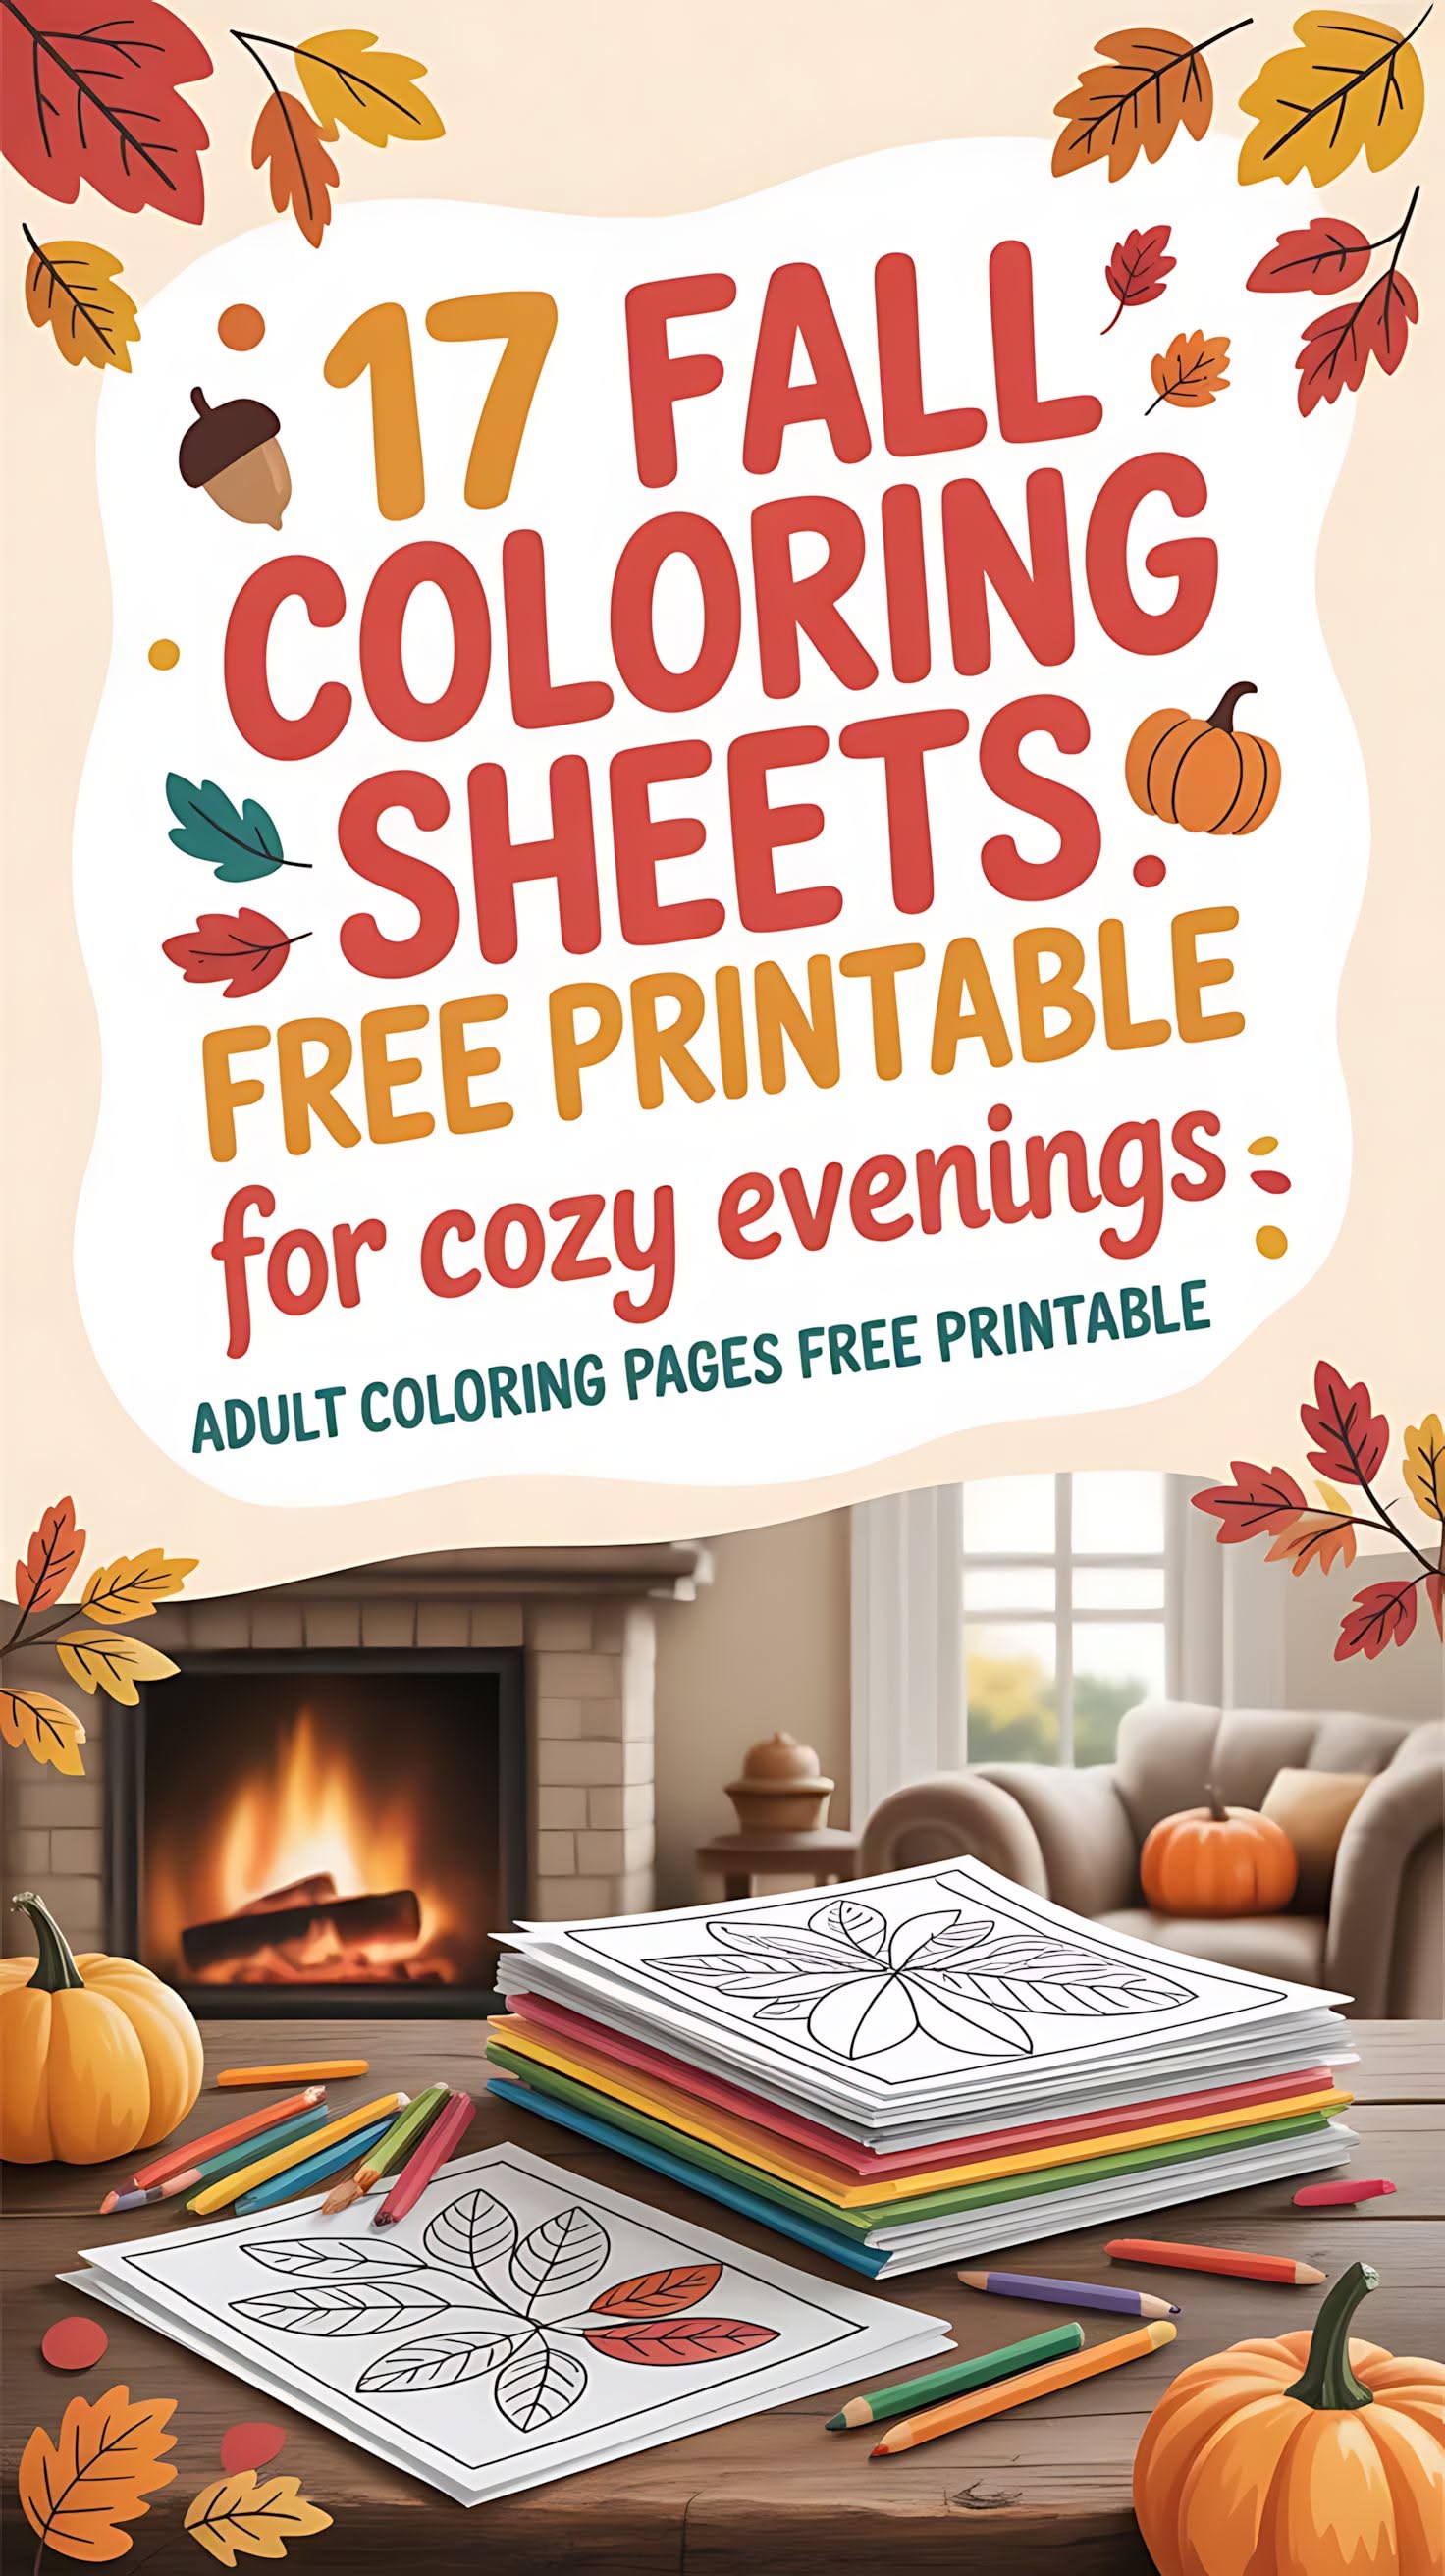 17 FALL
COLORING
SHEETS.
FREE PRINTABLE
for cozy evenings
ADULT COLORING PAGES FREE PRINTABLE